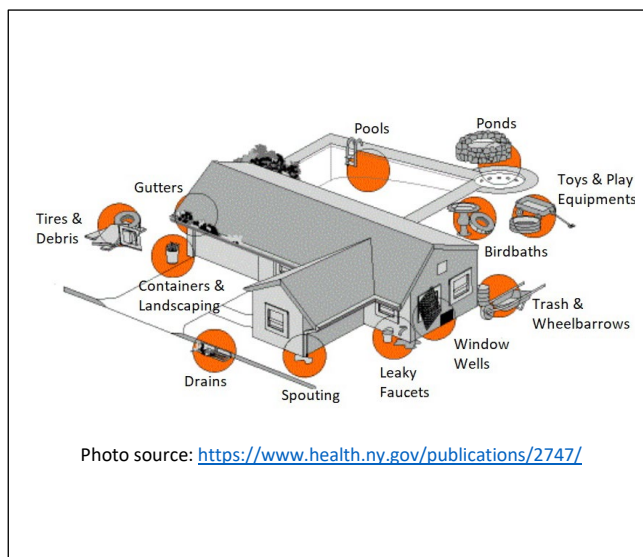 Pools
Ponds
Toys & Play
Equipments
Gutters
Tires &
Debris
Birdbaths
Containers &
Landscaping
Trash &
Wheelbarrows
Window
Wells
Leaky
Faucets
Drains
Spouting
Photo source: https://www.health.ny.gov/publications/2747/